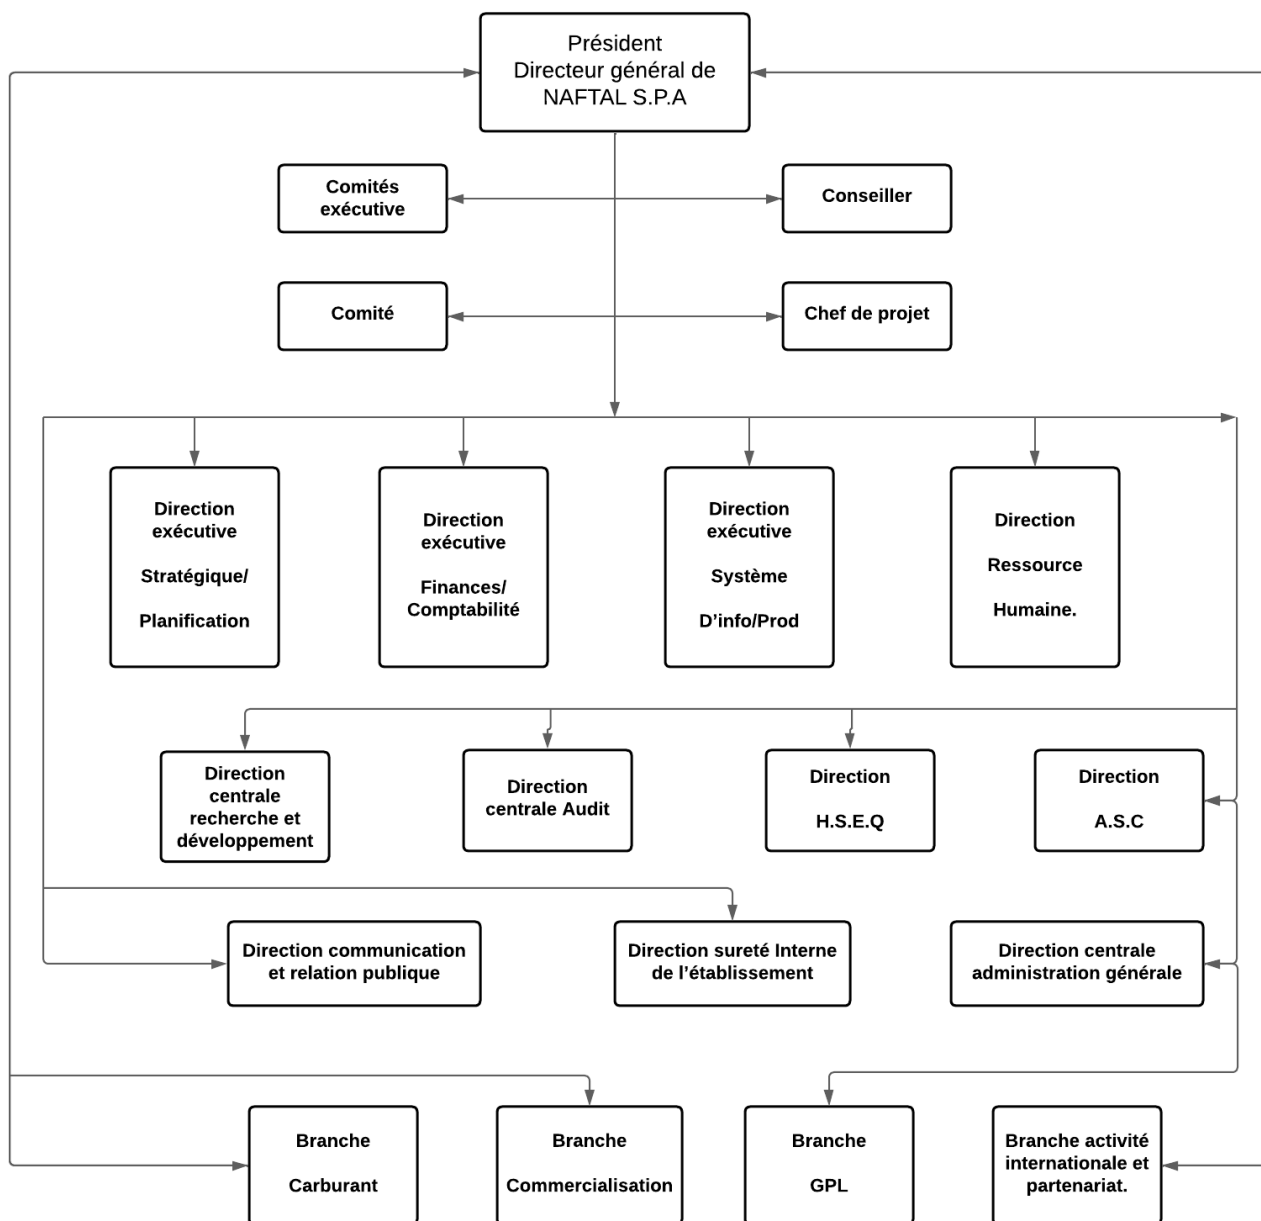 Président
Directeur général de
NAFTAL S.P.A
Comités
exécutive
Conseiller
Comité
Chef de projet
Direction
exécutive
Stratégique/
Planification
Direction
exécutive
Finances/
Comptabilité
Direction
exécutive
Système
D’info/Prod
Direction
Ressource
Humaine.
Direction
centrale
recherche et
développement
Direction
centrale Audit
Direction
H.S.E.Q
Direction
A.S.C
Direction communication
et relation publique
Direction sureté Interne
de l’établissement
Direction centrale
administration générale
Branche
Carburant
Branche
Commercialisation
Branche
GPL
Branche activité
internationale et
partenariat.